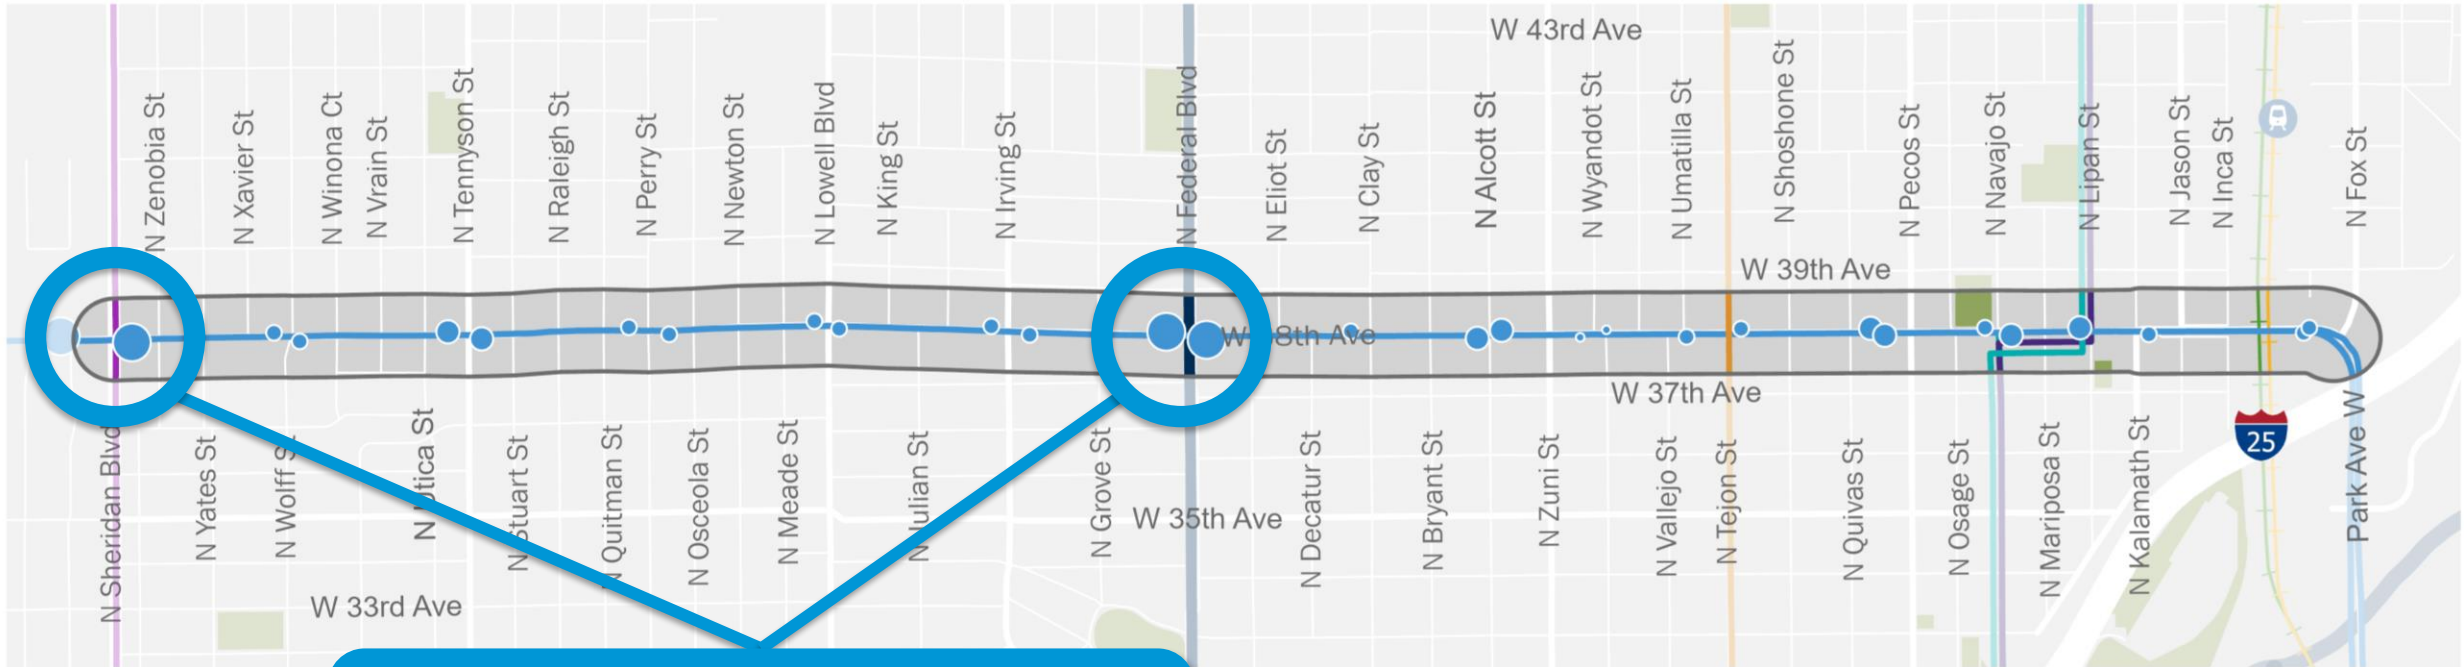 W 43rd Ave
N Zenobia St
N Xavier St
N Winona Ct
N Vrain St
N Tennyson St
N Raleigh St
N Perry St
N Newton St
N Lowell Blvd
N King St
N Irving St
N Federal Blvd
N Eliot St
N Clay St
N Alcott St
N Wyandot St
N Umatilla St
N Shoshone St
N Pecos St
N Navajo St
N Lipan St
N Jason St
N Inca St
N Fox St
W 39th Ave
W 38th Ave
W 37th Ave
N Sheridan Blvd
N Yates St
N Wolff St
N Utica St
N Stuart St
N Quitman St
N Osceola St
N Meade St
N Julian St
N Grove St
W 35th Ave
N Decatur St
N Bryant St
N Zuni St
N Vallejo St
N Tejon St
N Quivas St
N Osage St
N Mariposa St
N Kalamath St
25
Park Ave W
W 33rd Ave